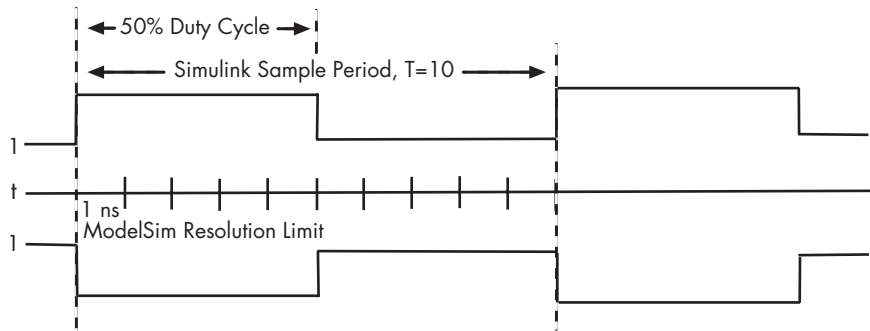 50% Duty Cycle
Simulink Sample Period, T=10
1
t
1 ns
ModelSim Resolution Limit
1